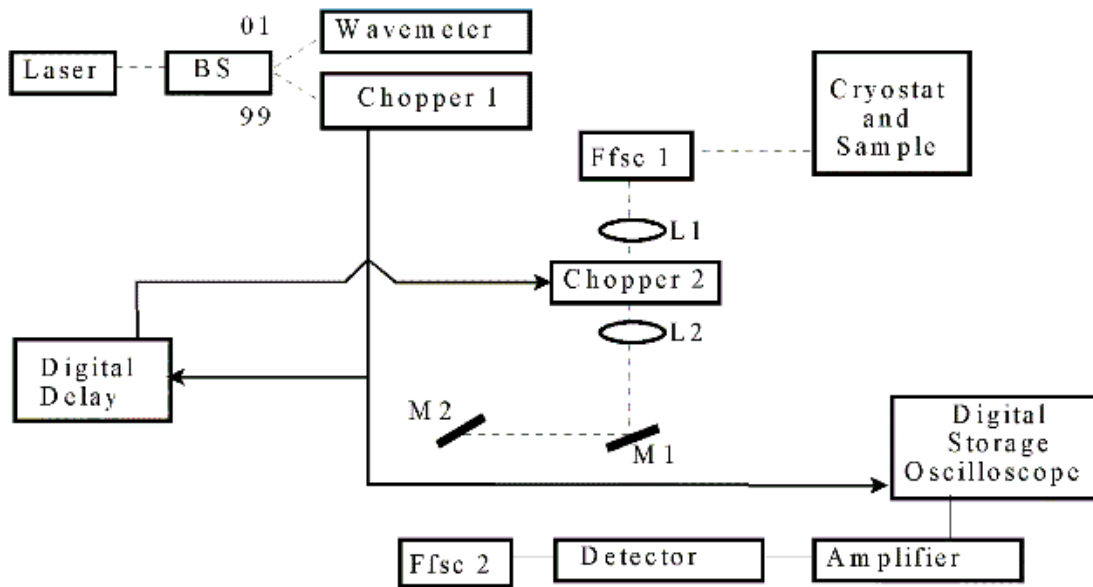 01
Wavemeter
Laser
BS
Chopper 1
99
Cryostat
and
Sample
Ffsc 1
L1
Chopper 2
L2
Digital
Delay
M2
M1
Digital
Storage
Oscilloscope
Ffsc 2
Detector
Amplifier